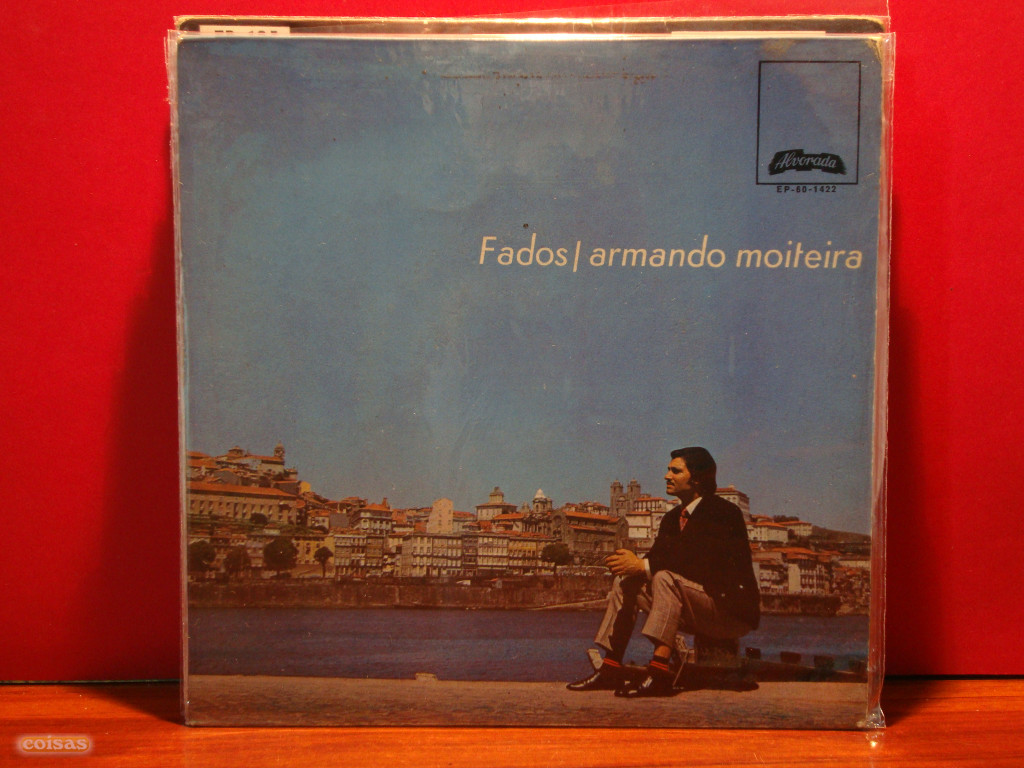 Alvorada
EP-60-1422
Fados/ armando moiteira
coisas